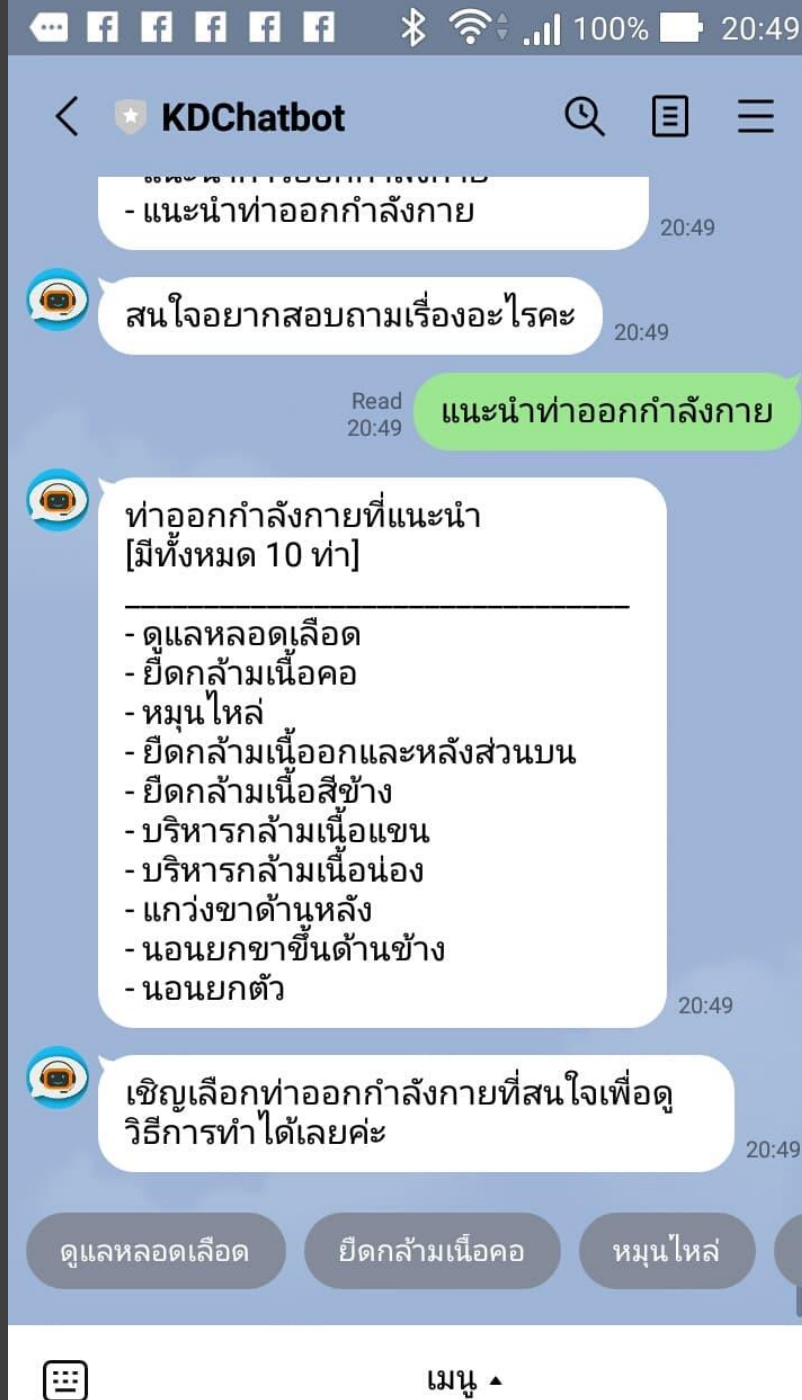 100% 20:49
KDChatbot
- แนะนำท่าออกกำลังกาย
20:49
สนใจอยากสอบถามเรื่องอะไรคะ
20:49
Read
20:49
แนะนำท่าออกกำลังกาย
ท่าออกกำลังกายที่แนะนำ
[มีทั้งหมด 10 ท่า]
- ดูแลหลอดเลือด
- ยืดกล้ามเนื้อคอ
- หมุนไหล่
- ยืดกล้ามเนื้ออกและหลังส่วนบน
- ยืดกล้ามเนื้อสีข้าง
- บริหารกล้ามเนื้อแขน
- บริหารกล้ามเนื้อน่อง
- แกว่งขาด้านหลัง
- นอนยกขาขึ้นด้านข้าง
- นอนยกตัว
20:49
เชิญเลือกท่าออกกำลังกายที่สนใจเพื่อดู
วิธีการทำได้เลยค่ะ
20:49
ดูแลหลอดเลือด
ยืดกล้ามเนื้อคอ
หมุนไหล่
เมนู